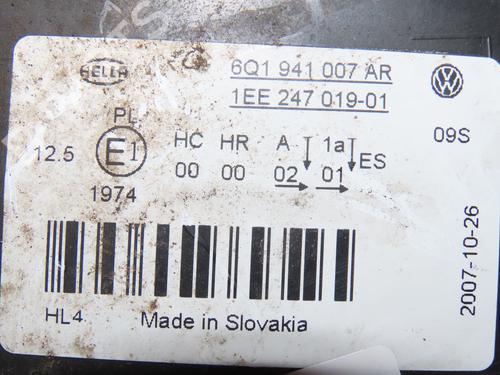 HELLA
6Q1 941 007 AR
1EE 247 019-01
PL
12.5 E1 HC HR A 1a ES 09S
00 00 02 01
1974
2007-10-26
HL4 Made in Slovakia